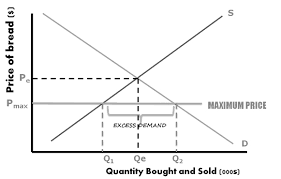 Price of bread ($)
S
Pe
Pmax
MAXIMUM PRICE
EXCESS DEMAND
D
Q1
Qe
Q2
Quantity Bought and Sold (000s)